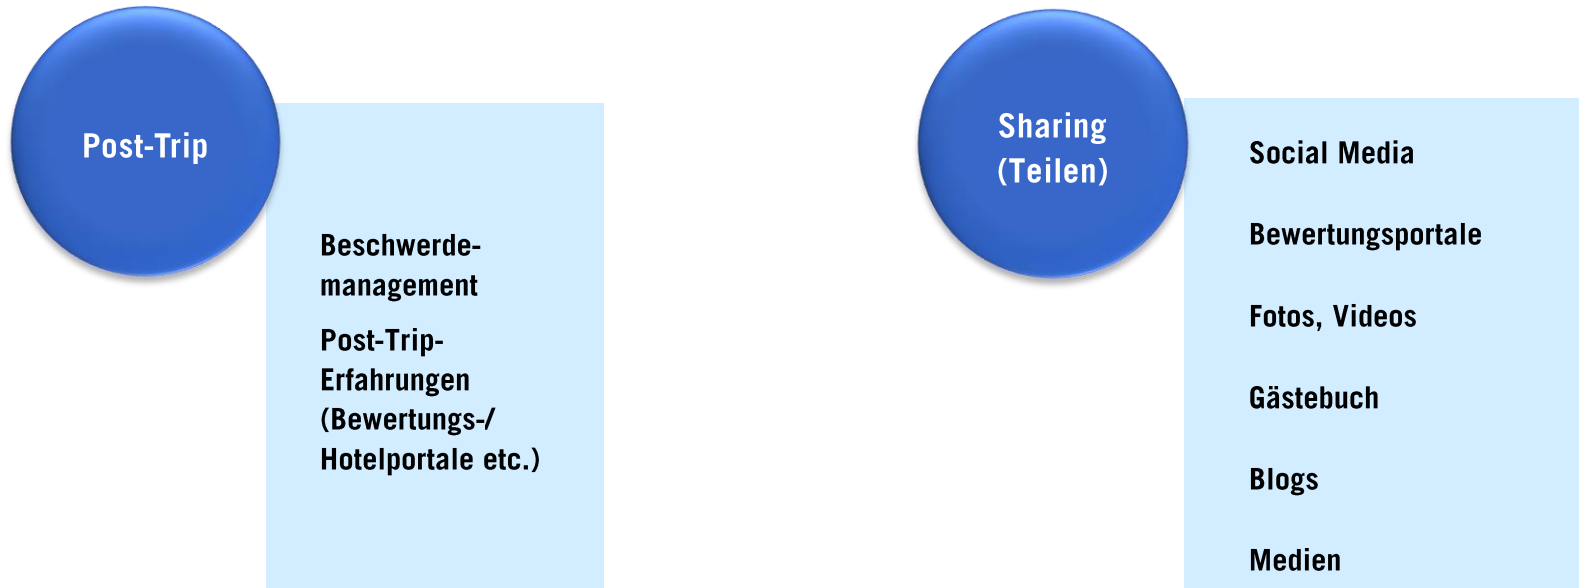 Post-Trip
Beschwerde-
management
Post-Trip-
Erfahrungen
(Bewertungs-/
Hotelportale etc.)
Sharing
(Teilen)
Social Media
Bewertungsportale
Fotos, Videos
Gästebuch
Blogs
Medien